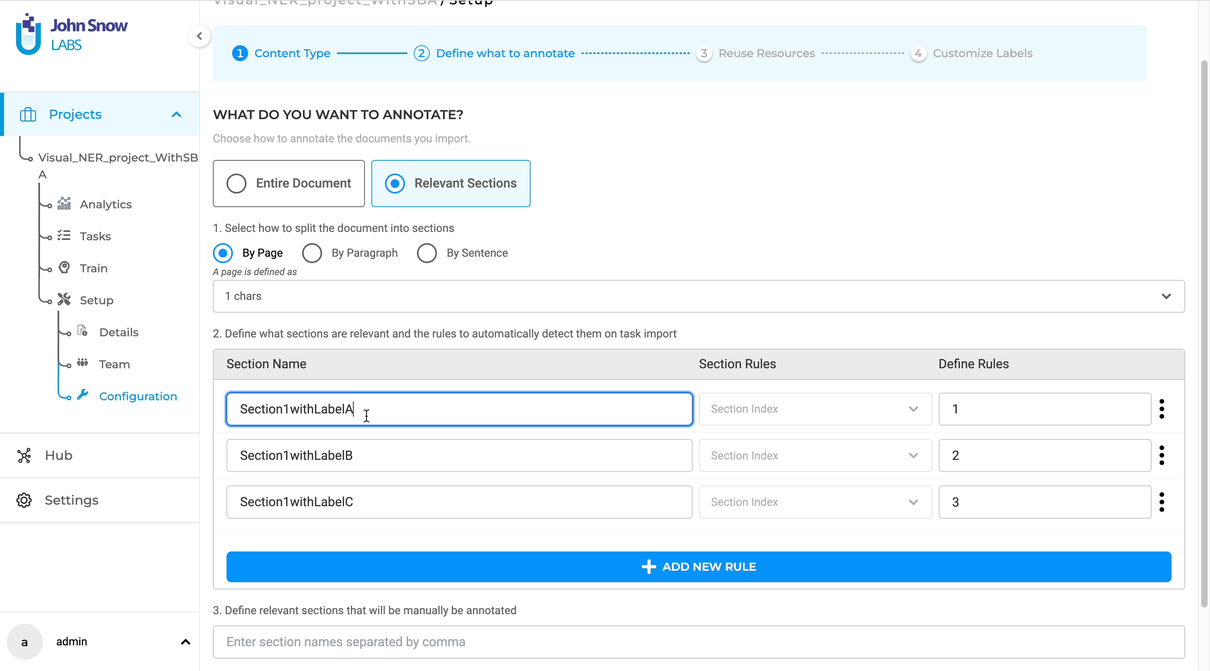 Visual_NER_project_WithSBA / Setup
John Snow
LABS
1 Content Type 2 Define what to annotate 3 Reuse Resources 4 Customize Labels
Projects
Visual_NER_project_WithSB
A
Analytics
Tasks
Train
Setup
Details
Team
Configuration
Hub
Settings
a admin
WHAT DO YOU WANT TO ANNOTATE?
Choose how to annotate the documents you import.
Entire Document Relevant Sections
1. Select how to split the document into sections
By Page By Paragraph By Sentence
A page is defined as
1 chars
2. Define what sections are relevant and the rules to automatically detect them on task import
Section Name Section Rules Define Rules
Section1withLabelA Section Index 1
Section1withLabelB Section Index 2
Section1withLabelC Section Index 3
ADD NEW RULE
3. Define relevant sections that will be manually be annotated
Enter section names separated by comma